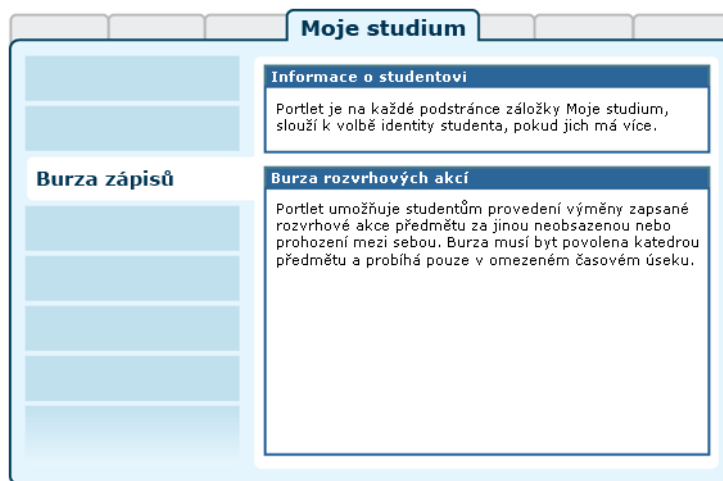 Moje studium
Informace o studentovi
Portlet je na každé podstránce záložky Moje studium,
slouží k volbě identity studenta, pokud jich má více.
Burza zápisů
Burza rozvrhových akcí
Portlet umožňuje studentům provedení výměny zapsané
rozvrhové akce předmětu za jinou neobsazenou nebo
prohození mezi sebou. Burza musí byt povolena katedrou
předmětu a probíhá pouze v omezeném časovém úseku.